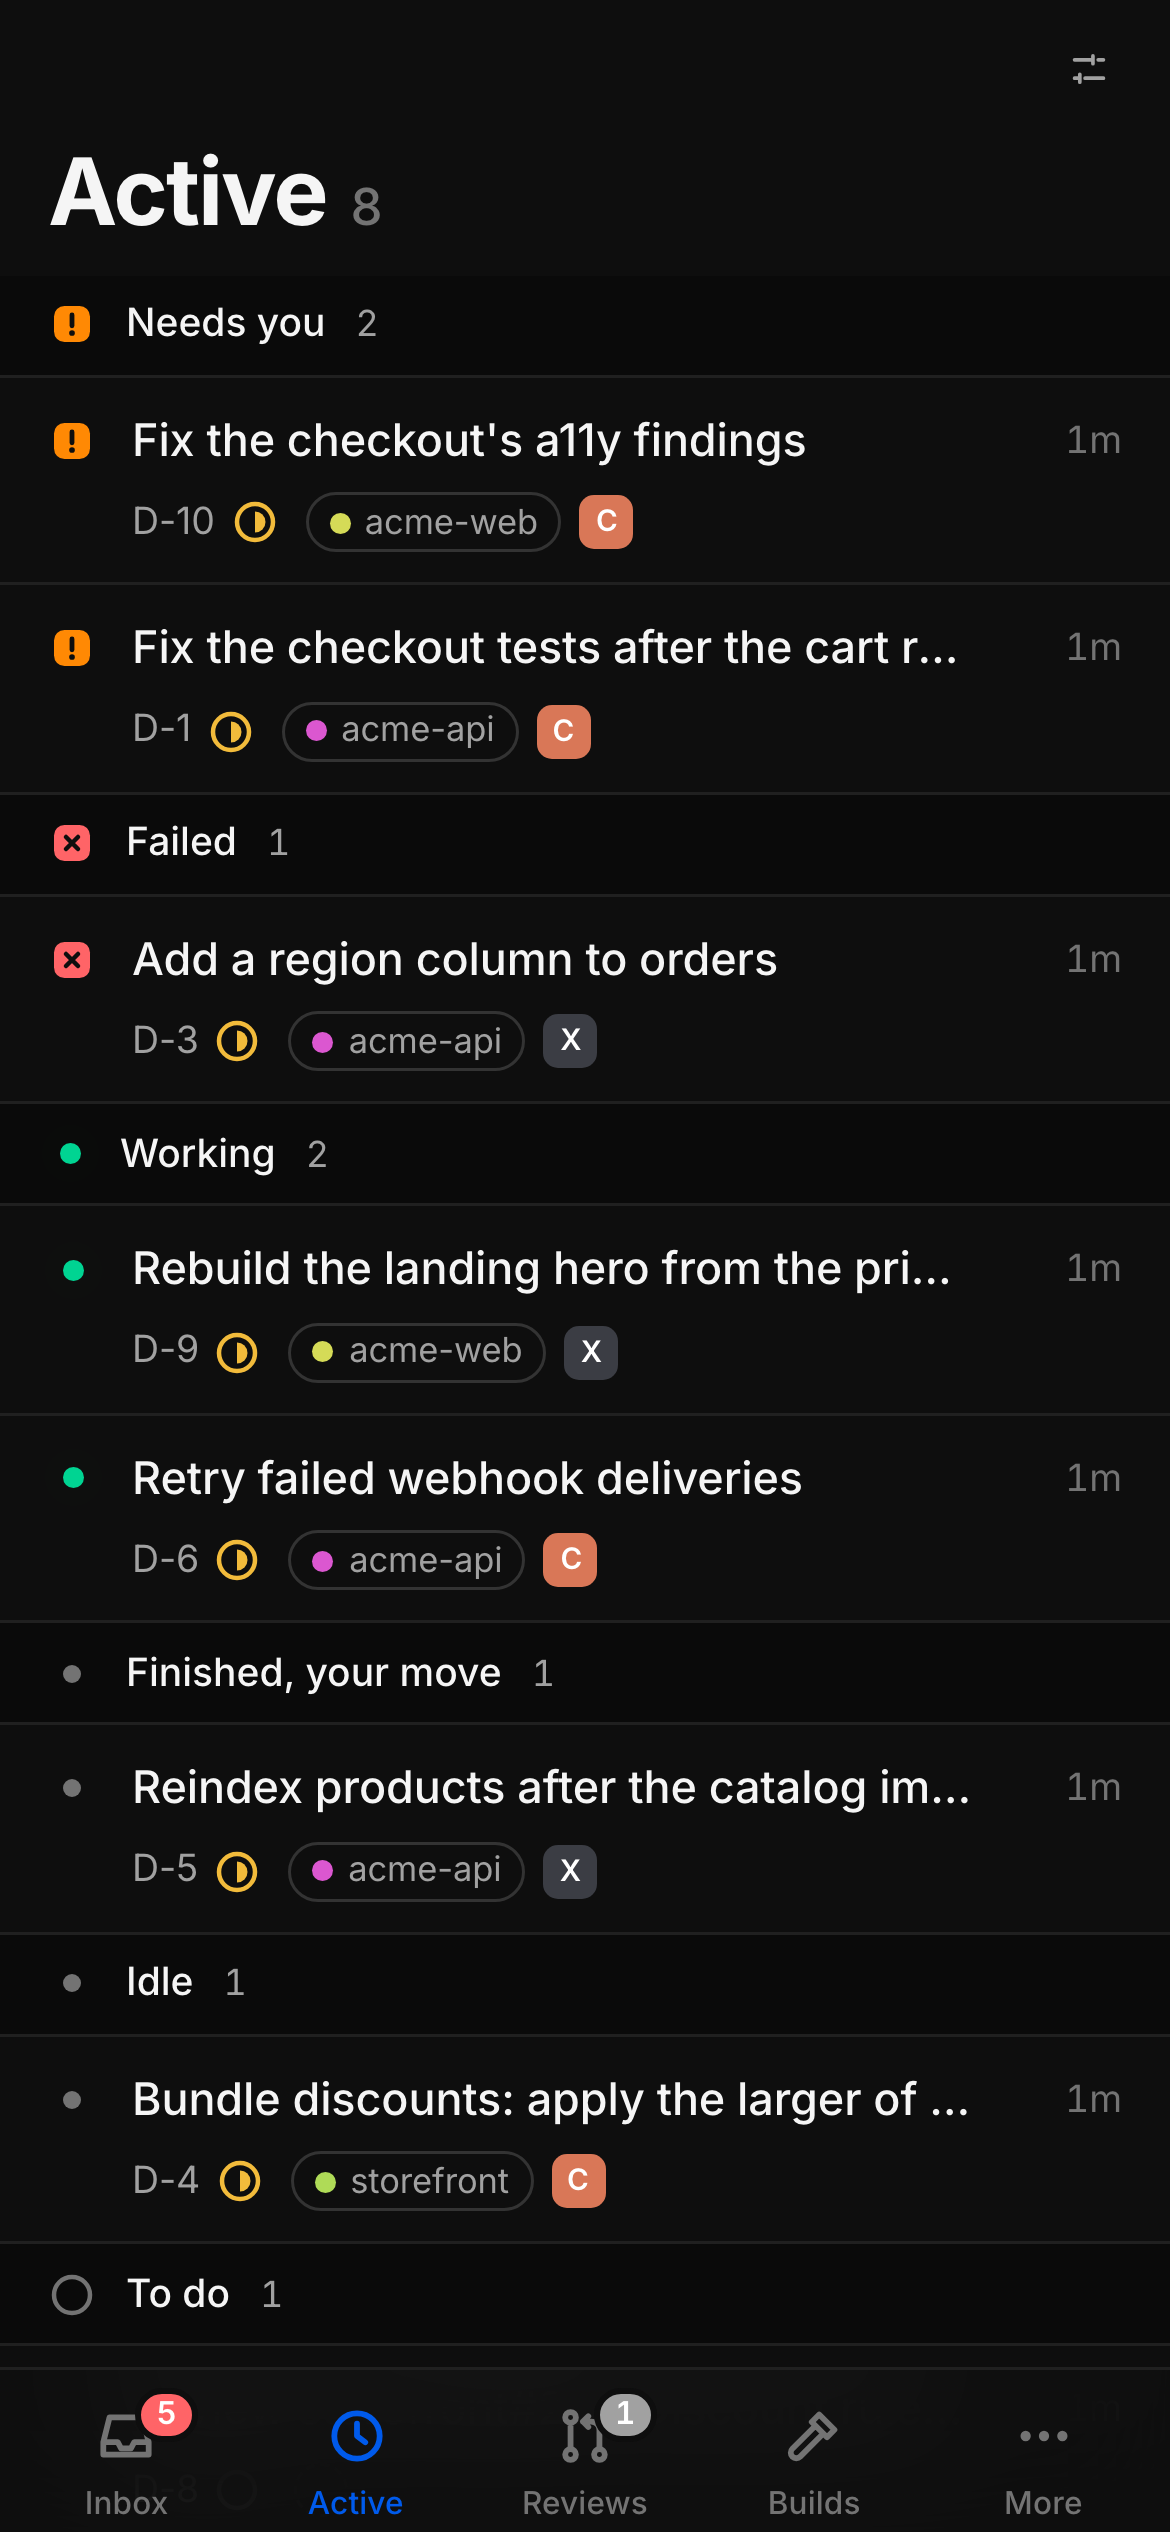 Active 8
Needs you 2
Fix the checkout's a11y findings 1m
D-10 acme-web C
Fix the checkout tests after the cart r... 1m
D-1 acme-api C
Failed 1
Add a region column to orders 1m
D-3 acme-api X
Working 2
Rebuild the landing hero from the pri... 1m
D-9 acme-web X
Retry failed webhook deliveries 1m
D-6 acme-api C
Finished, your move 1
Reindex products after the catalog im... 1m
D-5 acme-api X
Idle 1
Bundle discounts: apply the larger of ... 1m
D-4 storefront C
To do 1
5 1
D-8
Inbox Active Reviews Builds More